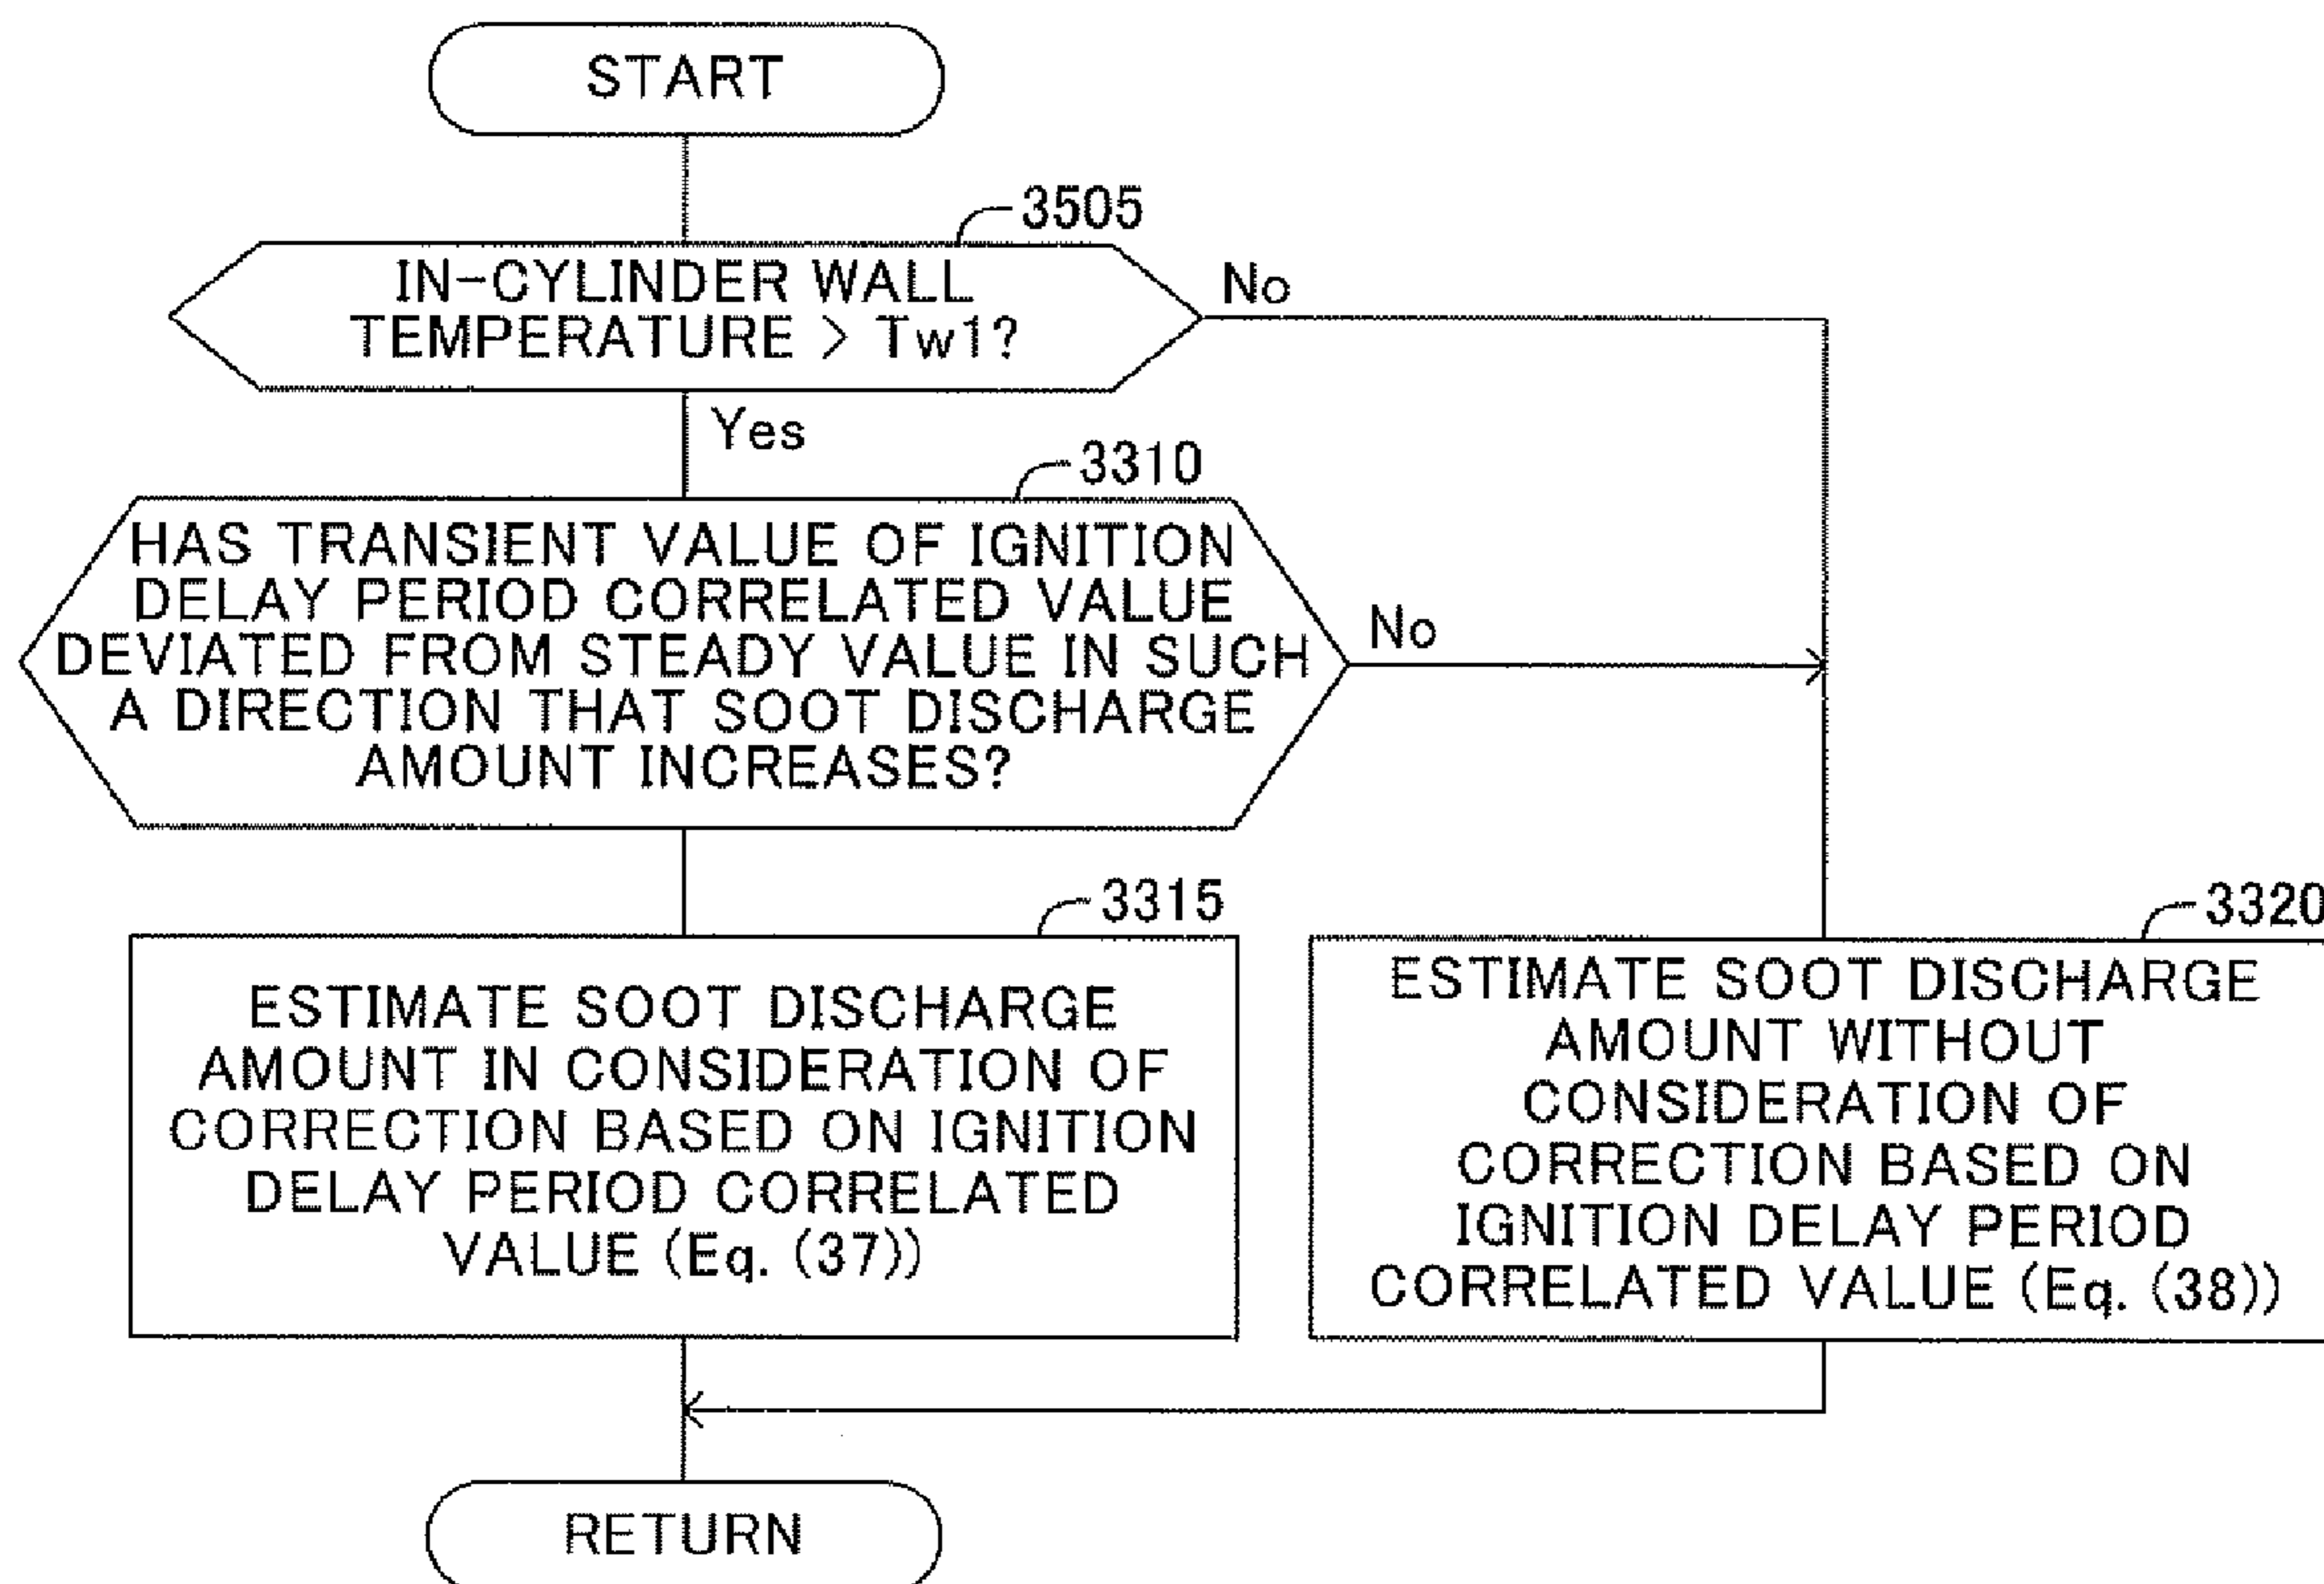 START
3505
IN-CYLINDER WALL
TEMPERATURE > Tw1?
No
Yes
3310
HAS TRANSIENT VALUE OF IGNITION
DELAY PERIOD CORRELATED VALUE
DEVIATED FROM STEADY VALUE IN SUCH
A DIRECTION THAT SOOT DISCHARGE
AMOUNT INCREASES?
No
3315
ESTIMATE SOOT DISCHARGE
AMOUNT IN CONSIDERATION OF
CORRECTION BASED ON IGNITION
DELAY PERIOD CORRELATED
VALUE (Eq. (37))
3320
ESTIMATE SOOT DISCHARGE
AMOUNT WITHOUT
CONSIDERATION OF
CORRECTION BASED ON
IGNITION DELAY PERIOD
CORRELATED VALUE (Eq. (38))
RETURN